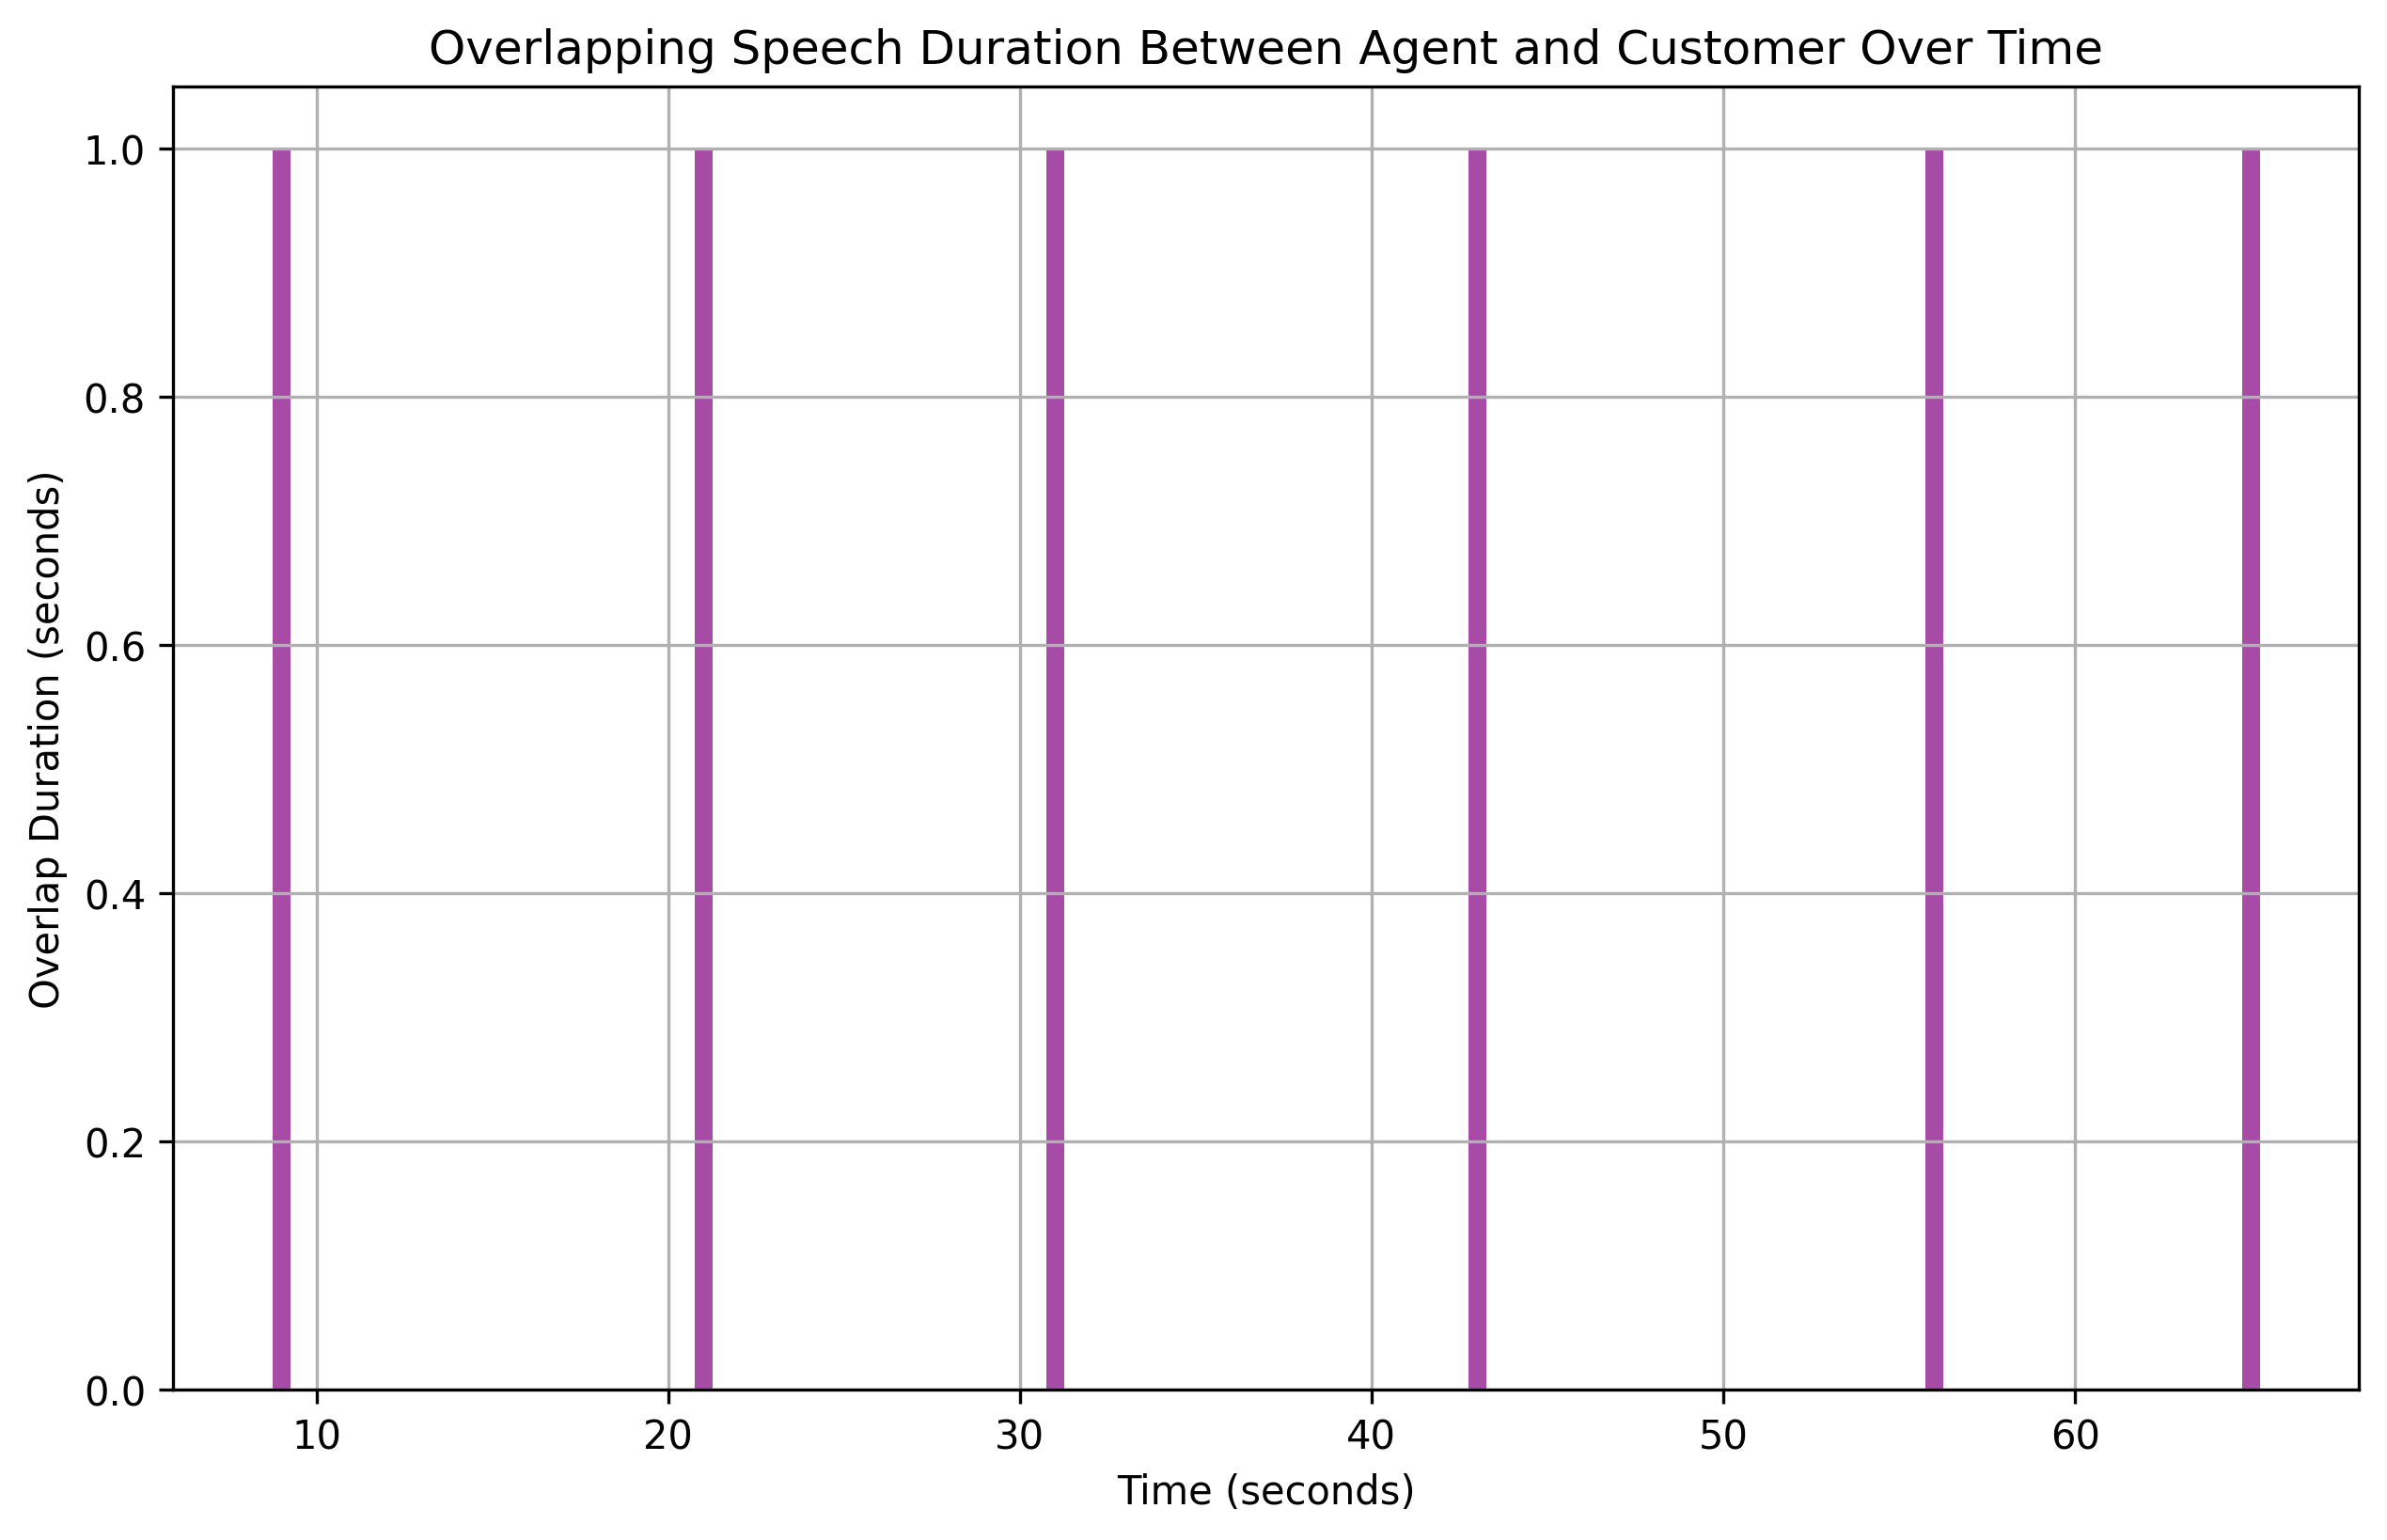 Overlapping Speech Duration Between Agent and Customer Over Time
Overlap Duration (seconds)
1.0
0.8
0.6
0.4
0.2
0.0
10 20 30 40 50 60
Time (seconds)